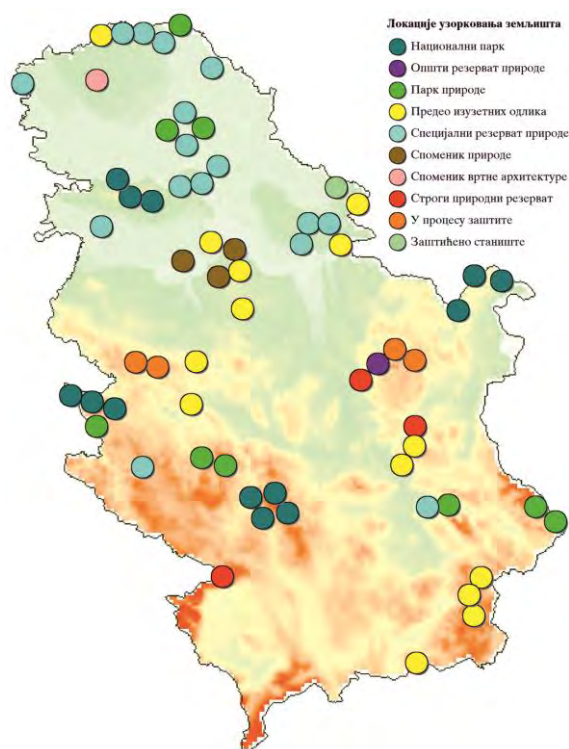 Локације узорковања земљишта
Национални парк
Општи резерват природе
Парк природе
Предео изузетних одлика
Специјални резерват природе
Споменик природе
Споменик вртне архитектуре
Строги природни резерват
У процесу заштите
Заштићено станиште